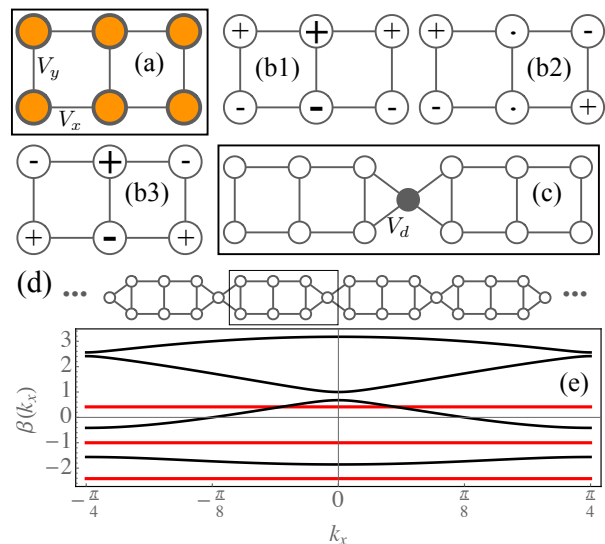 (a)
V_y
V_x
(b1)
+ + +
- - -
(b2)
+ · -
- · +
(b3)
- + -
+ - +
(c)
V_d
(d)
••• •••
(e)
β(k_x)
3
2
1
0
−1
−2
−π/4 −π/8 0 π/8 π/4
k_x